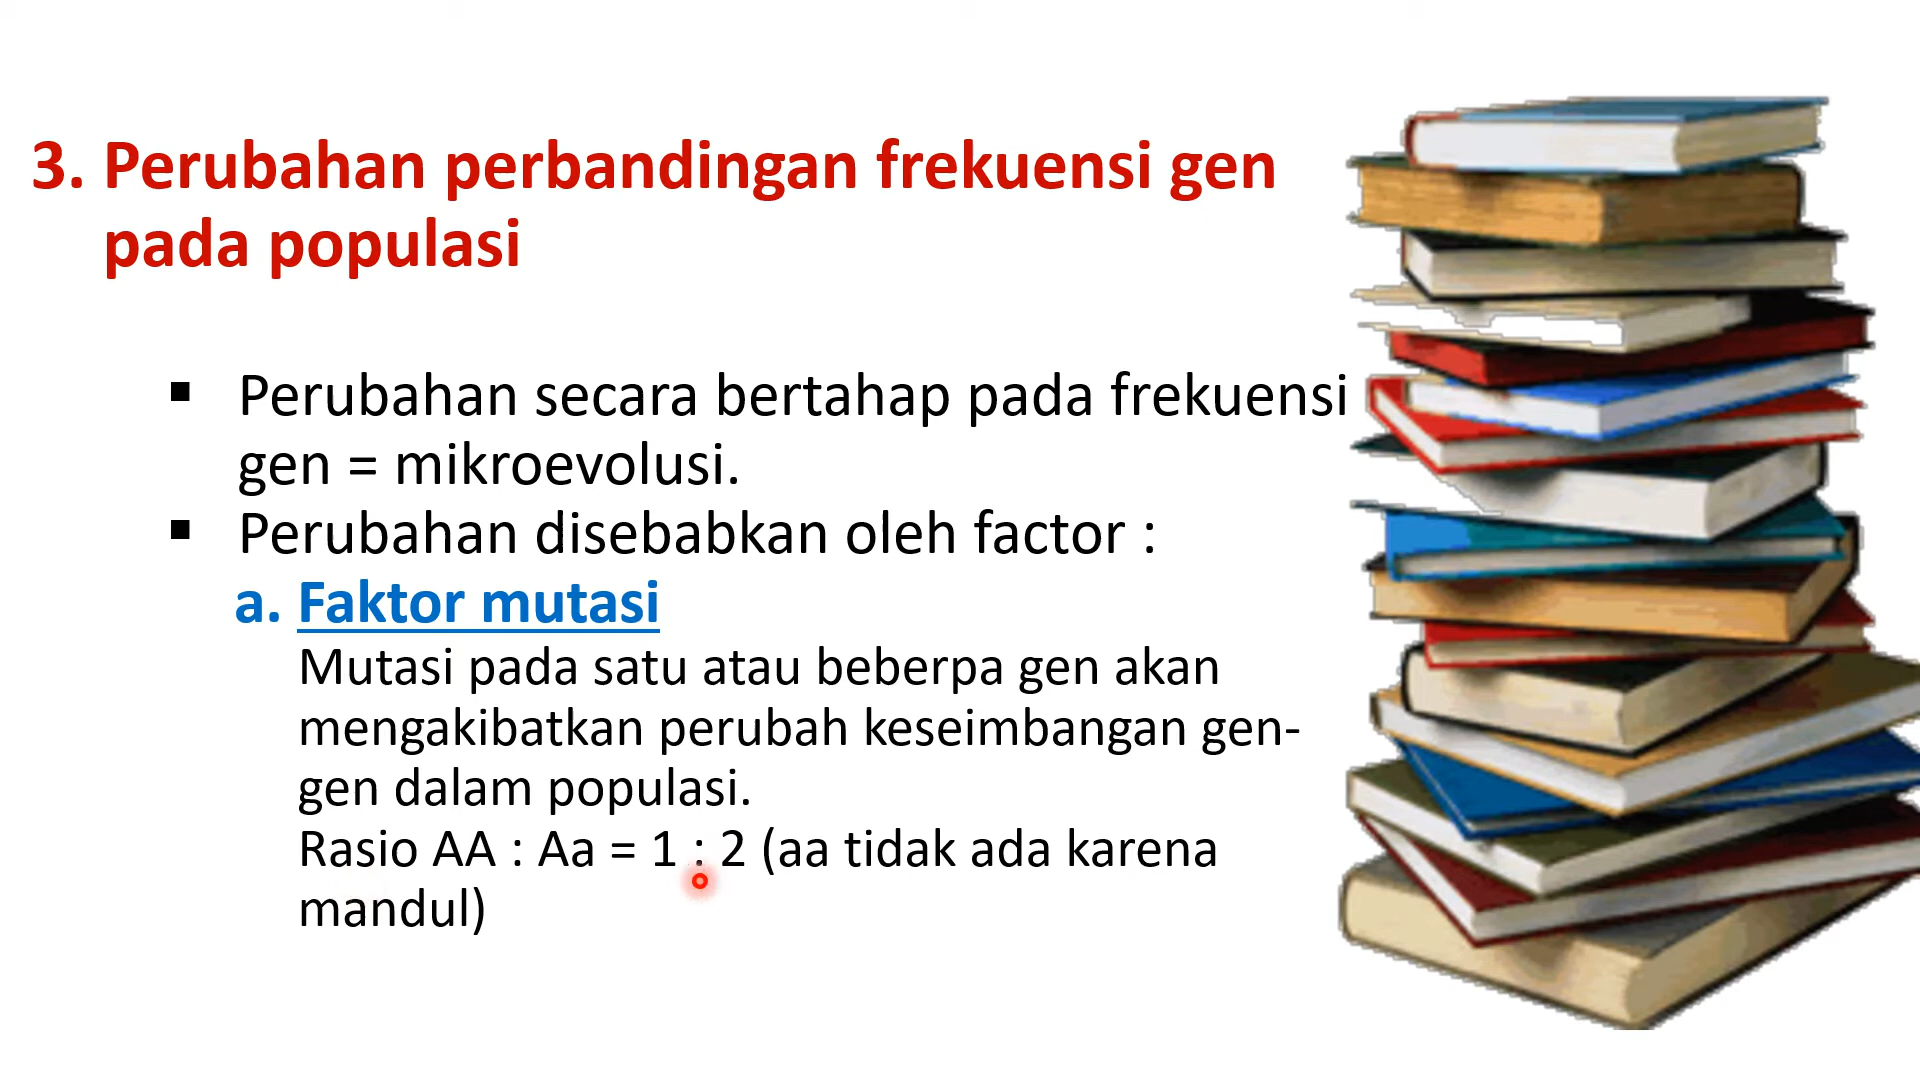 3. Perubahan perbandingan frekuensi gen
pada populasi
▪ Perubahan secara bertahap pada frekuensi
gen = mikroevolusi.
▪ Perubahan disebabkan oleh factor :
a. Faktor mutasi
Mutasi pada satu atau beberpa gen akan
mengakibatkan perubah keseimbangan gen-
gen dalam populasi.
Rasio AA : Aa = 1 : 2 (aa tidak ada karena
mandul)